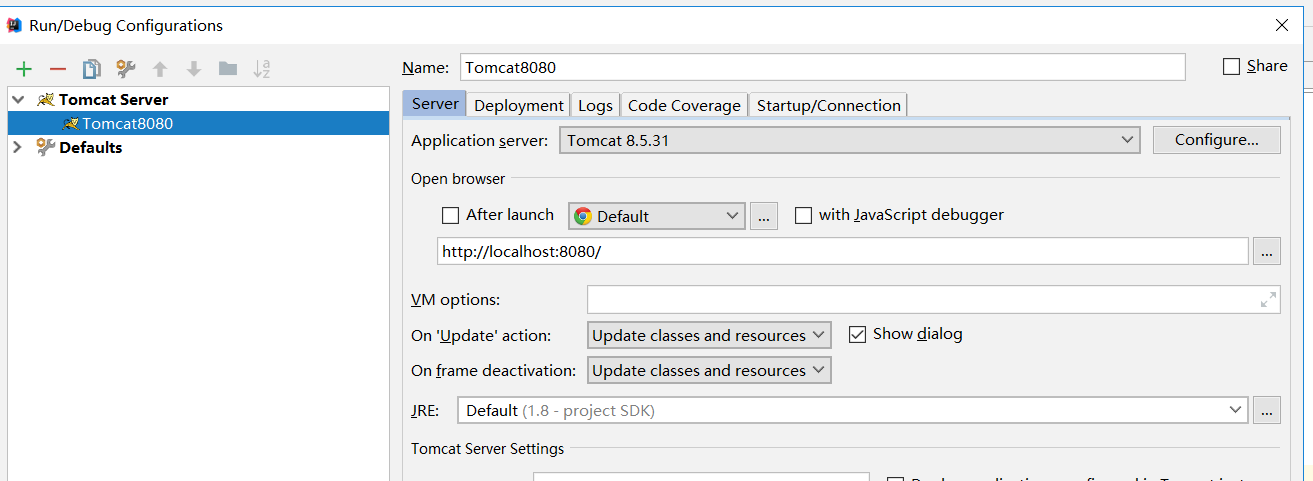 Run/Debug Configurations
Name: Tomcat8080 Share
Tomcat Server
Tomcat8080
Defaults
Server Deployment Logs Code Coverage Startup/Connection
Application server: Tomcat 8.5.31 Configure...
Open browser
After launch Default ... with JavaScript debugger
http://localhost:8080/ ...
VM options:
On 'Update' action: Update classes and resources Show dialog
On frame deactivation: Update classes and resources
JRE: Default (1.8 - project SDK) ...
Tomcat Server Settings